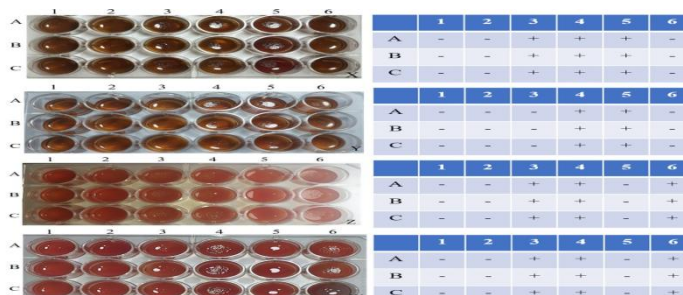 1 2 3 4 5 6
A
B
C
X
1 2 3 4 5 6
A - - + + + -
B - - + + + -
C - - + + + -
1 2 3 4 5 6
A
B
C
Y
1 2 3 4 5 6
A - - - + + -
B - - - + + -
C - - - + + -
1 2 3 4 5 6
A
B
C
Z
1 2 3 4 5 6
A - - + + - +
B - - + + - +
C - - + + - +
1 2 3 4 5 6
A
B
C
1 2 3 4 5 6
A - - + + - +
B - - + + - +
C - - + + - +